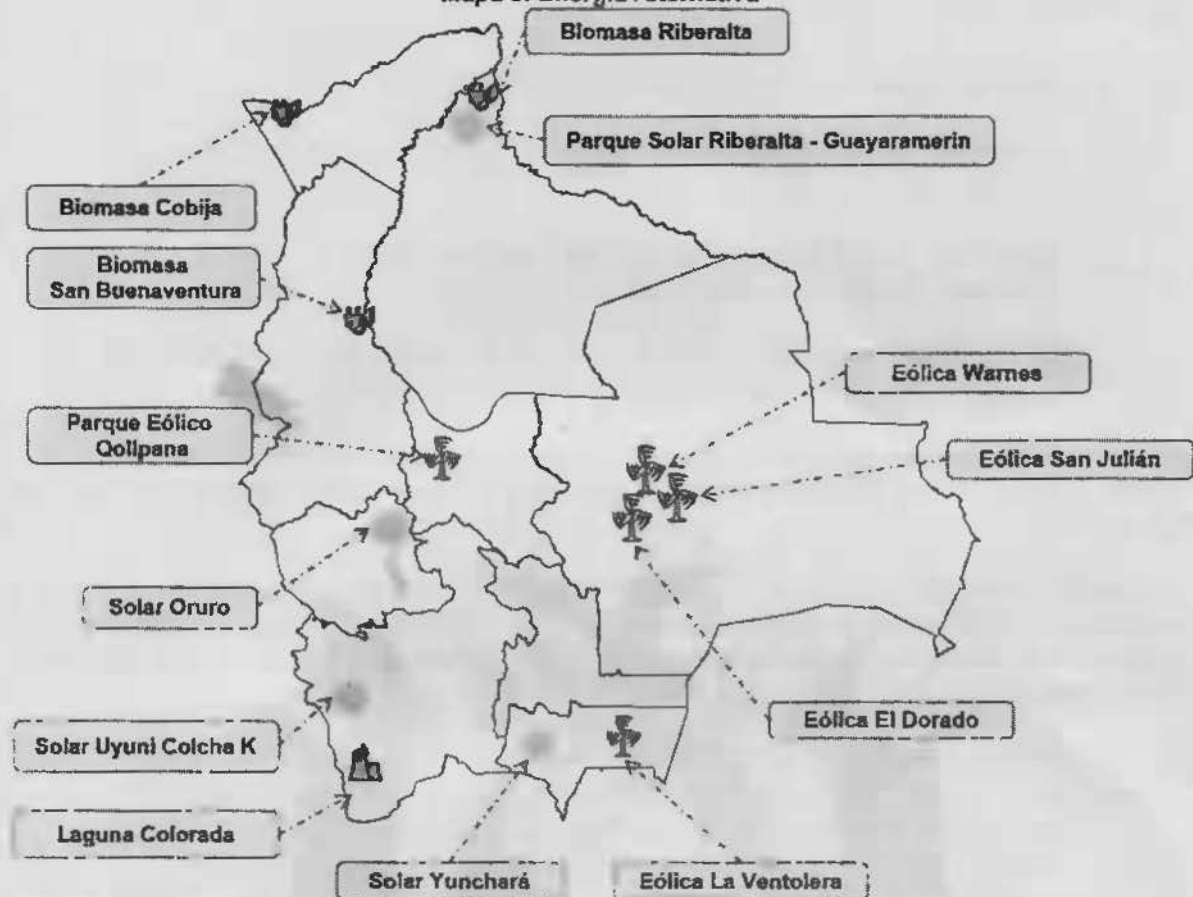 Biomasa Riberalta
Parque Solar Riberalta - Guayaramerin
Biomasa Cobija
Biomasa
San Buenaventura
Eólica Warnes
Parque Eólico
Qollpana
Eólica San Julián
Solar Oruro
Eólica El Dorado
Solar Uyuni Colcha K
Laguna Colorada
Solar Yunchará
Eólica La Ventolera